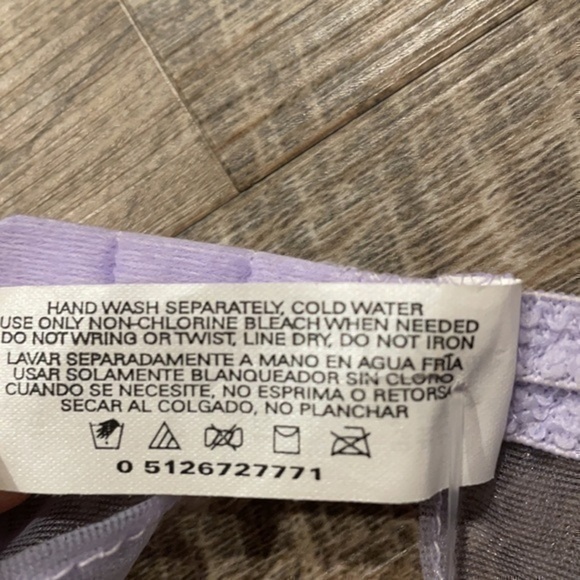 HAND WASH SEPARATELY, COLD WATER
USE ONLY NON-CHLORINE BLEACH WHEN NEEDED
DO NOT WRING OR TWIST, LINE DRY, DO NOT IRON
LAVAR SEPARADAMENTE A MANO EN AGUA FRÍA
USAR SOLAMENTE BLANQUEADOR SIN CLORO
CUANDO SE NECESITE, NO ESPRIMA O RETORSA
SECAR AL COLGADO, NO PLANCHAR
0 5126727771